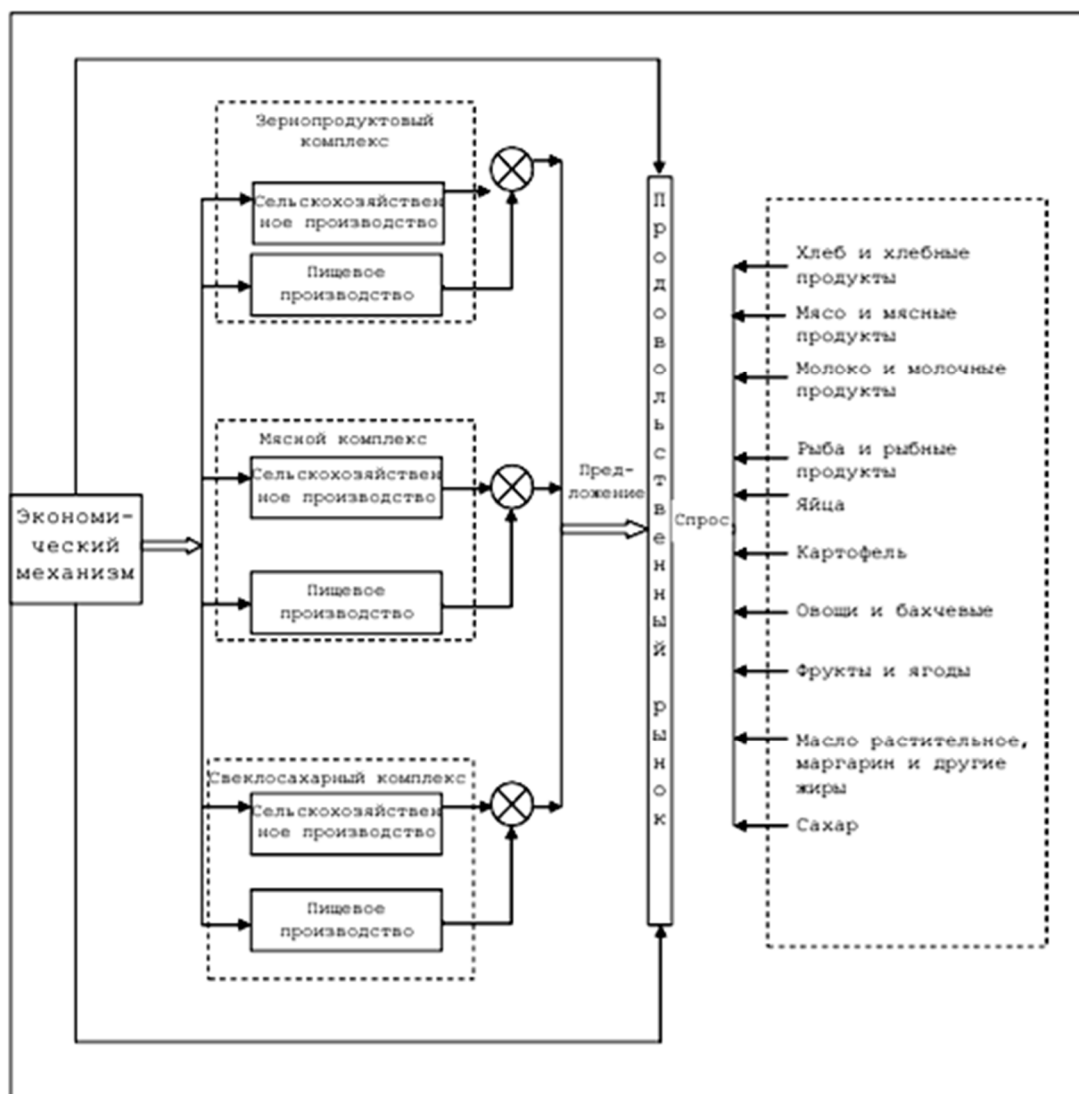 Зернопродуктовый
комплекс
Сельскохозяйствен
ное производство
Пищевое
производство
Мясной комплекс
Сельскохозяйствен
ное производство
Пищевое
производство
Свеклосахарный комплекс
Сельскохозяйствен
ное производство
Пищевое
производство
Экономи-
ческий
механизм
Пред-
ложение
Продовольственный рынок
Спрос
Хлеб и хлебные
продукты
Мясо и мясные
продукты
Молоко и молочные
продукты
Рыба и рыбные
продукты
Яйца
Картофель
Овощи и бахчевые
Фрукты и ягоды
Масло растительное,
маргарин и другие
жиры
Сахар